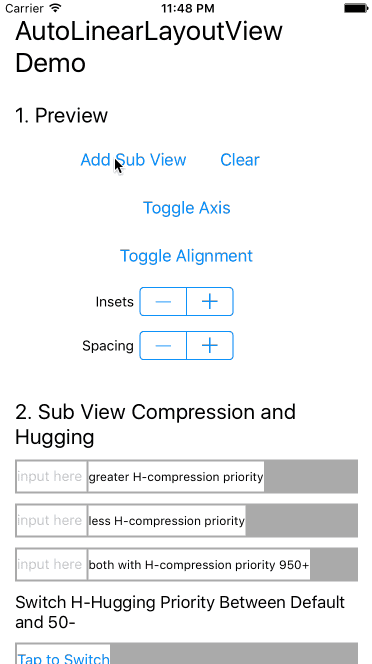 Carrier 11:48 PM
AutoLinearLayoutView
Demo
1. Preview
Add Sub View Clear
Toggle Axis
Toggle Alignment
Insets — +
Spacing — +
2. Sub View Compression and
Hugging
input here greater H-compression priority
input here less H-compression priority
input here both with H-compression priority 950+
Switch H-Hugging Priority Between Default
and 50-
Tap to Switch